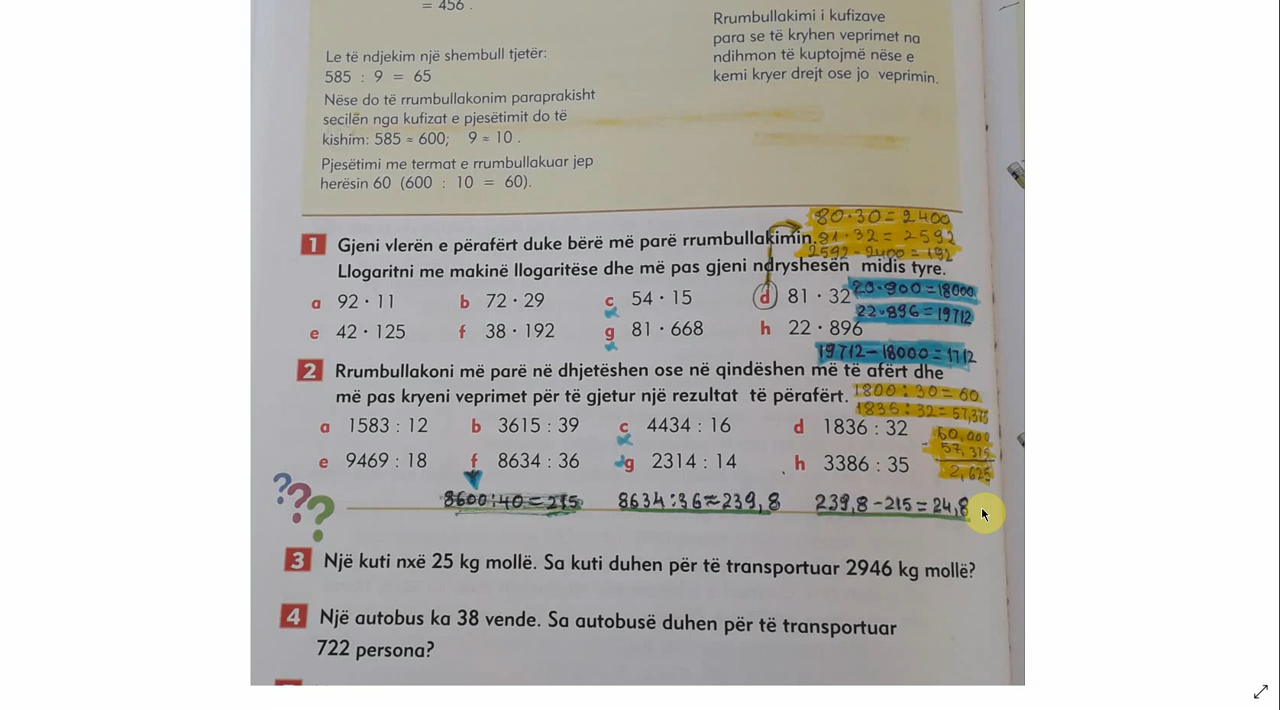 = 456 .
Le të ndjekim një shembull tjetër:
585 : 9 = 65
Nëse do të rrumbullakonim paraprakisht
secilën nga kufizat e pjesëtimit do të
kishim: 585 ≈ 600; 9 ≈ 10 .
Pjesëtimi me termat e rrumbullakuar jep
herësin 60 (600 : 10 = 60).
Rrumbullakimi i kufizave
para se të kryhen veprimet na
ndihmon të kuptojmë nëse e
kemi kryer drejt ose jo veprimin.
80·30=2400
81·32=2592
2592-2400=192
1 Gjeni vlerën e përafërt duke bërë më parë rrumbullakimin.
Llogaritni me makinë llogaritëse dhe më pas gjeni ndryshesën midis tyre.
a 92 · 11 b 72 · 29 c 54 · 15 d 81 · 32
20·900=18000
22·896=19712
e 42 · 125 f 38 · 192 g 81 · 668 h 22 · 896
19712-18000=1712
2 Rrumbullakoni më parë në dhjetëshen ose në qindëshen më të afërt dhe
më pas kryeni veprimet për të gjetur një rezultat të përafërt.
1800:30=60
1836:32=57,375
a 1583 : 12 b 3615 : 39 c 4434 : 16 d 1836 : 32
60,000
- 57,375
2,625
e 9469 : 18 f 8634 : 36 g 2314 : 14 h 3386 : 35
???
8600:40=215 8634:36≈239,8 239,8-215=24,8
3 Një kuti nxë 25 kg mollë. Sa kuti duhen për të transportuar 2946 kg mollë?
4 Një autobus ka 38 vende. Sa autobusë duhen për të transportuar
722 persona?